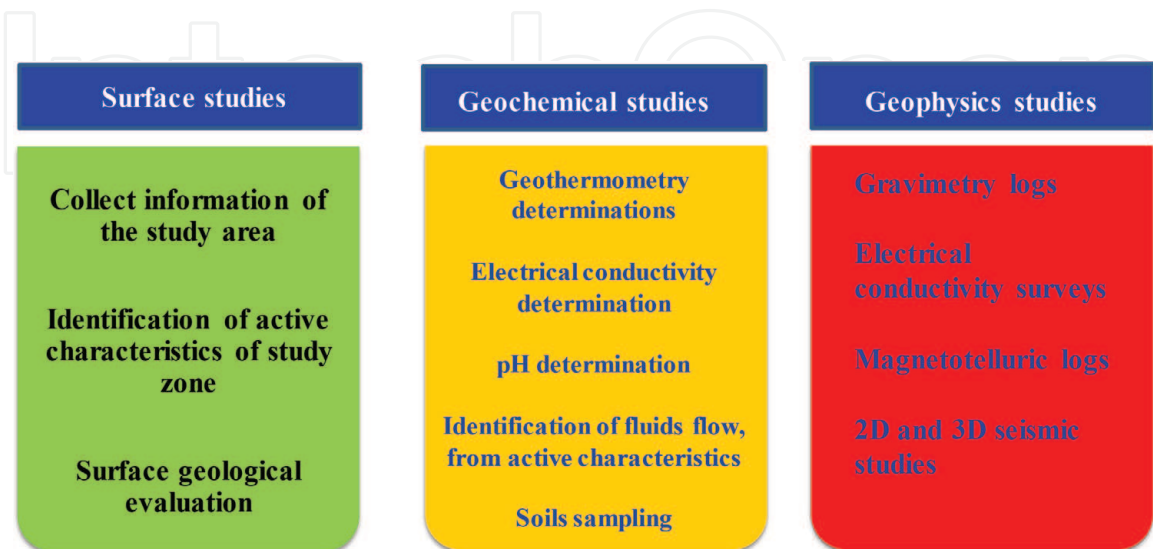 Surface studies
Collect information of
the study area
Identification of active
characteristics of study
zone
Surface geological
evaluation
Geochemical studies
Geothermometry
determinations
Electrical conductivity
determination
pH determination
Identification of fluids flow,
from active characteristics
Soils sampling
Geophysics studies
Gravimetry logs
Electrical
conductivity surveys
Magnetotelluric logs
2D and 3D seismic
studies